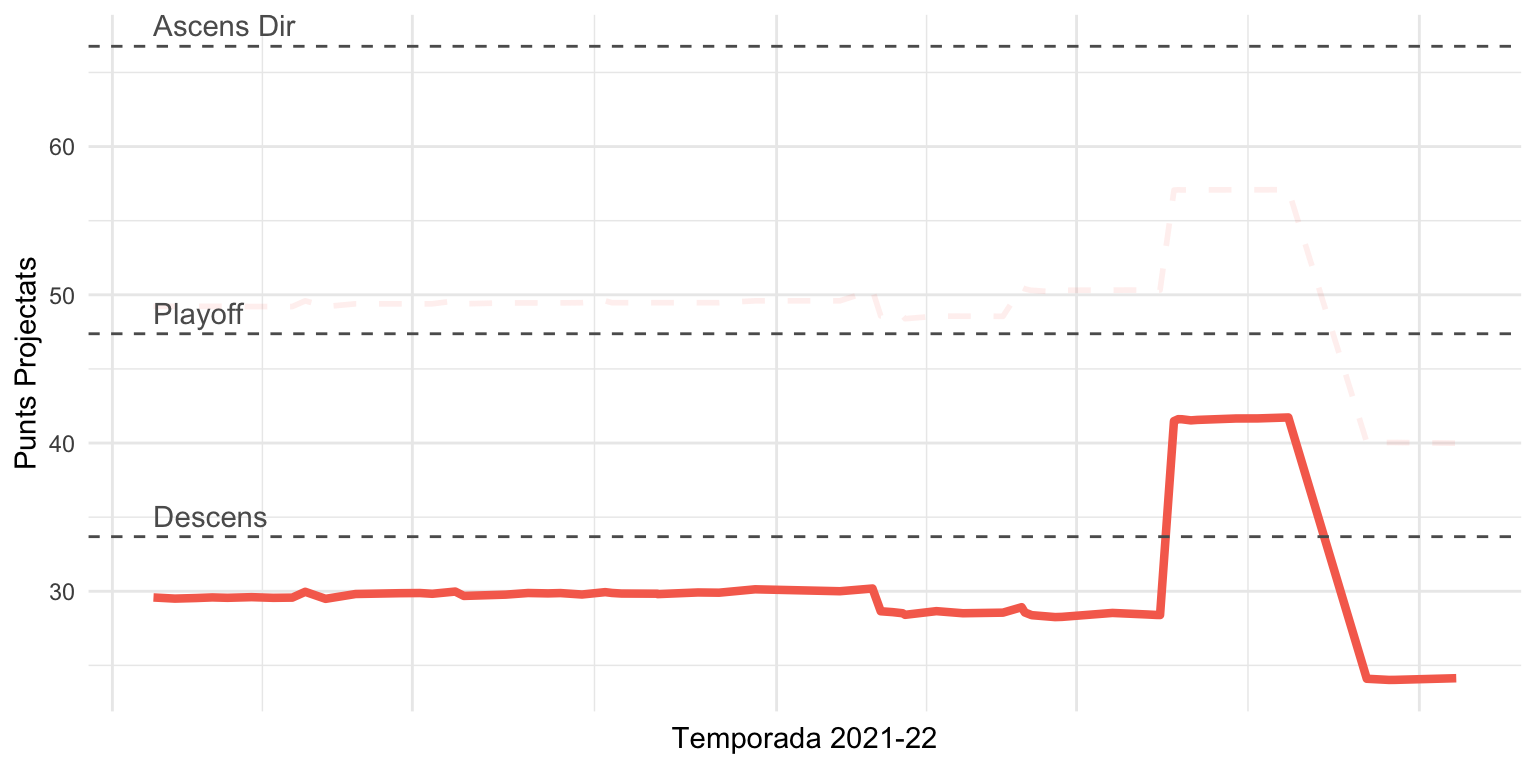 Ascens Dir
60
50
Playoff
Punts Projectats
40
Descens
30
Temporada 2021-22